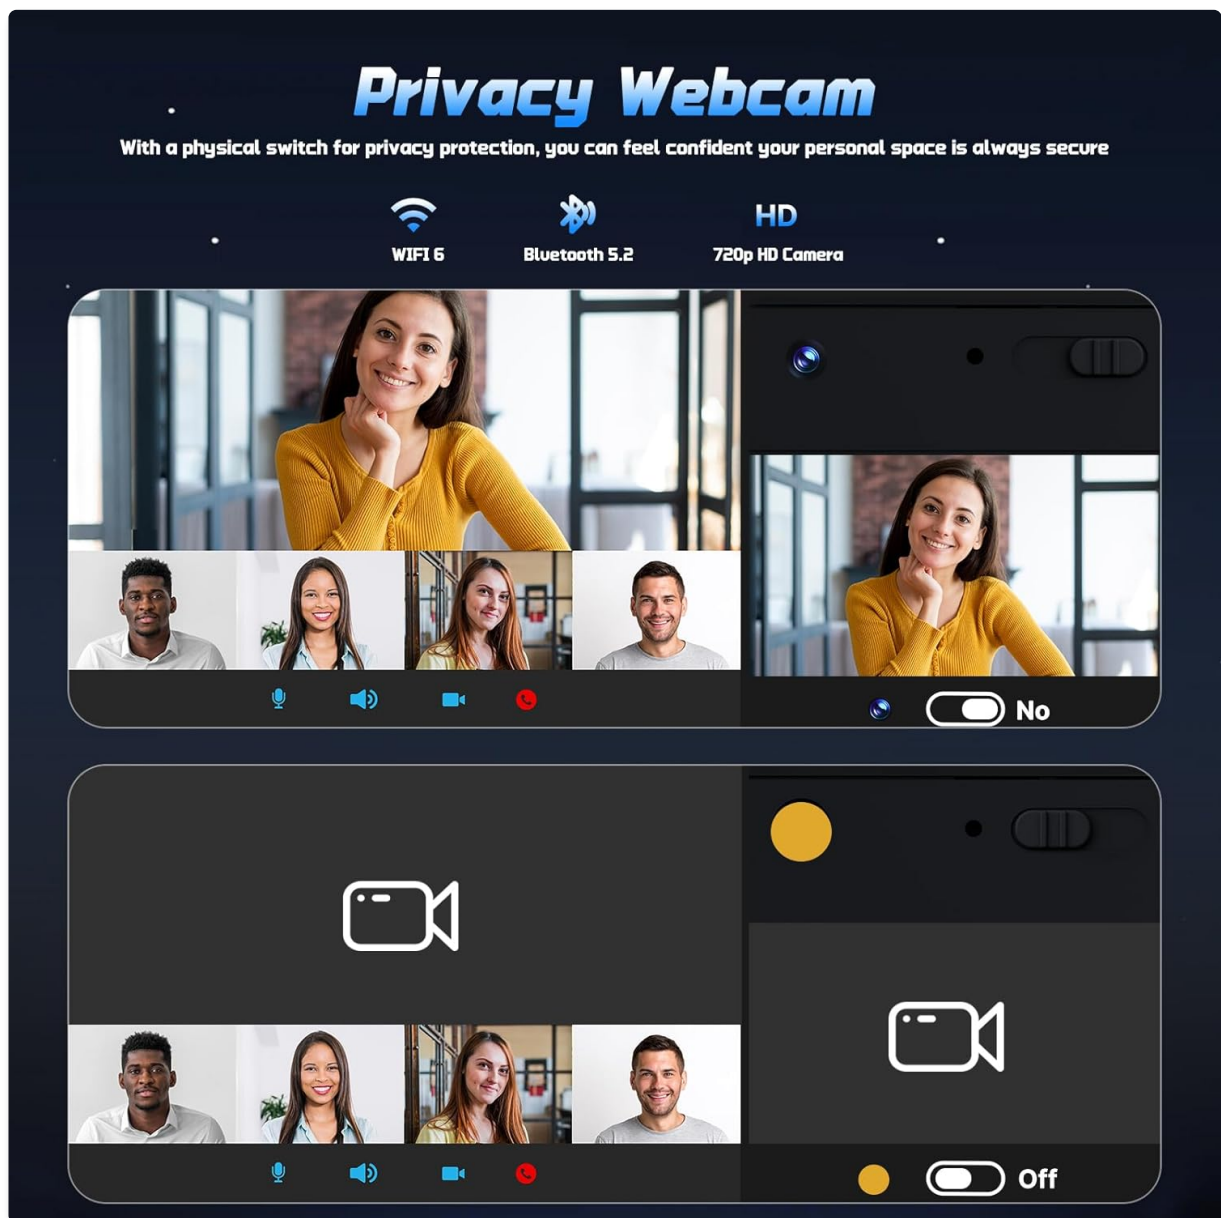 Privacy Webcam
With a physical switch for privacy protection, you can feel confident your personal space is always secure
HD
WIFI 6
Bluetooth 5.2
720p HD Camera
No
Off